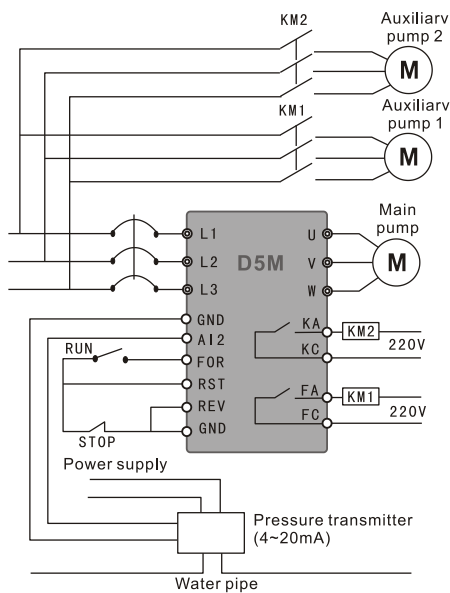 KM2
Auxiliarv
pump 2
M
KM1
Auxiliarv
pump 1
M
Main
pump
L1
U
L2
D5M
V
M
L3
W
GND
AI2
KA
KM2
RUN
FOR
KC
220V
RST
REV
FA
KM1
GND
FC
220V
STOP
Power supply
Pressure transmitter
(4~20mA)
Water pipe